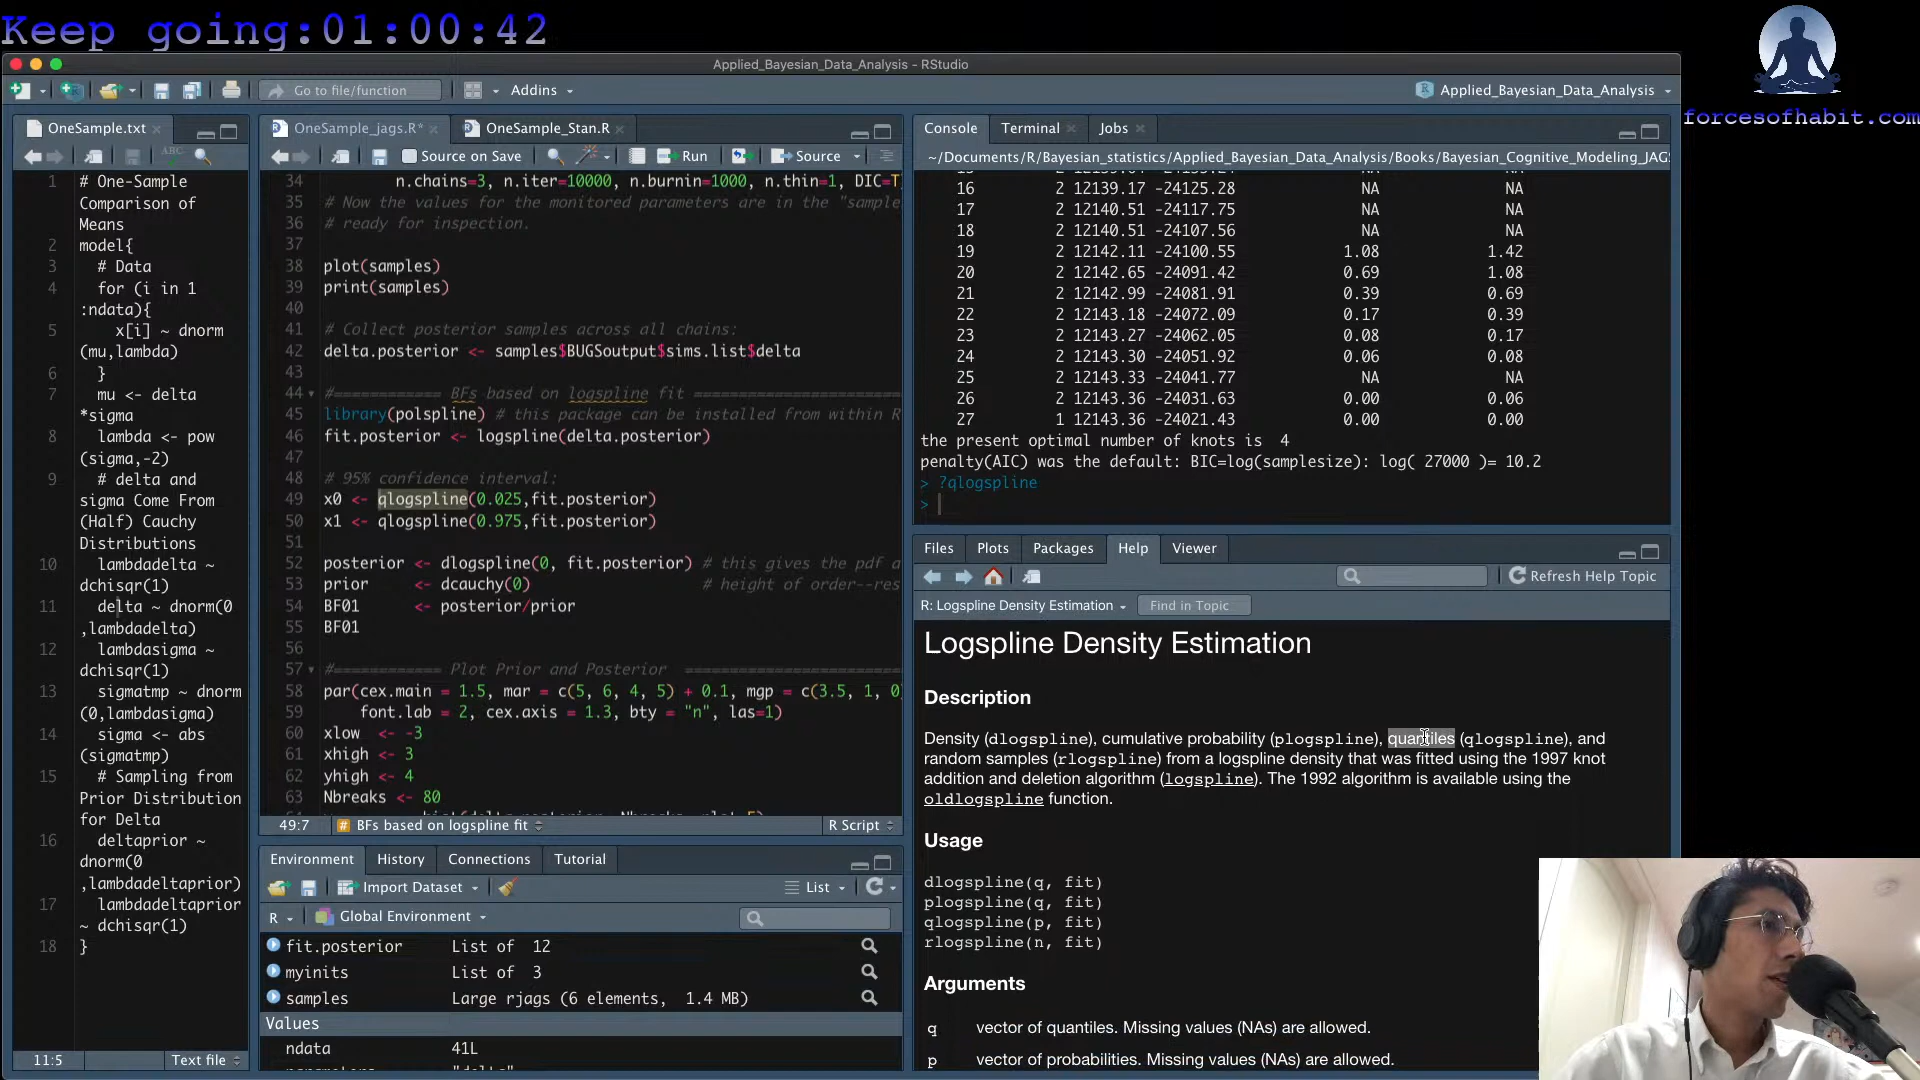 Keep going:01:00:42
forcesofhabit.com
Applied_Bayesian_Data_Analysis - RStudio
Go to file/function
Addins
Applied_Bayesian_Data_Analysis
OneSample.txt
1 # One-Sample
Comparison of
Means
2 model{
3 # Data
4 for (i in 1
:ndata){
5 x[i] ~ dnorm
(mu,lambda)
6 }
7 mu <- delta
*sigma
8 lambda <- pow
(sigma,-2)
9 # delta and
sigma Come From
(Half) Cauchy
Distributions
10 lambdadelta ~
dchisqr(1)
11 delta ~ dnorm(0
,lambdadelta)
12 lambdasigma ~
dchisqr(1)
13 sigmatmp ~ dnorm
(0,lambdasigma)
14 sigma <- abs
(sigmatmp)
15 # Sampling from
Prior Distribution
for Delta
16 deltaprior ~
dnorm(0
,lambdadeltaprior)
17 lambdadeltaprior
~ dchisqr(1)
18 }
11:5 Text file
OneSample_jags.R* OneSample_Stan.R
Source on Save Run Source
34 n.chains=3, n.iter=10000, n.burnin=1000, n.thin=1, DIC=T
35 # Now the values for the monitored parameters are in the "sample
36 # ready for inspection.
37
38 plot(samples)
39 print(samples)
40
41 # Collect posterior samples across all chains:
42 delta.posterior <- samples$BUGSoutput$sims.list$delta
43
44 #============ BFs based on logspline fit ========================
45 library(polspline) # this package can be installed from within R
46 fit.posterior <- logspline(delta.posterior)
47
48 # 95% confidence interval:
49 x0 <- qlogspline(0.025,fit.posterior)
50 x1 <- qlogspline(0.975,fit.posterior)
51
52 posterior <- dlogspline(0, fit.posterior) # this gives the pdf a
53 prior <- dcauchy(0) # height of order--res
54 BF01 <- posterior/prior
55 BF01
56
57 #============ Plot Prior and Posterior ========================
58 par(cex.main = 1.5, mar = c(5, 6, 4, 5) + 0.1, mgp = c(3.5, 1, 0
59 font.lab = 2, cex.axis = 1.3, bty = "n", las=1)
60 xlow <- -3
61 xhigh <- 3
62 yhigh <- 4
63 Nbreaks <- 80
49:7 # BFs based on logspline fit R Script
Environment History Connections Tutorial
Import Dataset List
R Global Environment
fit.posterior List of 12
myinits List of 3
samples Large rjags (6 elements, 1.4 MB)
Values
ndata 41L
Console Terminal Jobs
~/Documents/R/Bayesian_statistics/Applied_Bayesian_Data_Analysis/Books/Bayesian_Cognitive_Modeling_JAGS
16 2 12139.17 -24125.28 NA NA
17 2 12140.51 -24117.75 NA NA
18 2 12140.51 -24107.56 NA NA
19 2 12142.11 -24100.55 1.08 1.42
20 2 12142.65 -24091.42 0.69 1.08
21 2 12142.99 -24081.91 0.39 0.69
22 2 12143.18 -24072.09 0.17 0.39
23 2 12143.27 -24062.05 0.08 0.17
24 2 12143.30 -24051.92 0.06 0.08
25 2 12143.33 -24041.77 NA NA
26 2 12143.36 -24031.63 0.00 0.06
27 1 12143.36 -24021.43 0.00 0.00
the present optimal number of knots is 4
penalty(AIC) was the default: BIC=log(samplesize): log( 27000 )= 10.2
> ?qlogspline
>
Files Plots Packages Help Viewer
Refresh Help Topic
R: Logspline Density Estimation Find in Topic
Logspline Density Estimation
Description
Density (dlogspline), cumulative probability (plogspline), quantiles (qlogspline), and
random samples (rlogspline) from a logspline density that was fitted using the 1997 knot
addition and deletion algorithm (logspline). The 1992 algorithm is available using the
oldlogspline function.
Usage
dlogspline(q, fit)
plogspline(q, fit)
qlogspline(p, fit)
rlogspline(n, fit)
Arguments
q vector of quantiles. Missing values (NAs) are allowed.
p vector of probabilities. Missing values (NAs) are allowed.